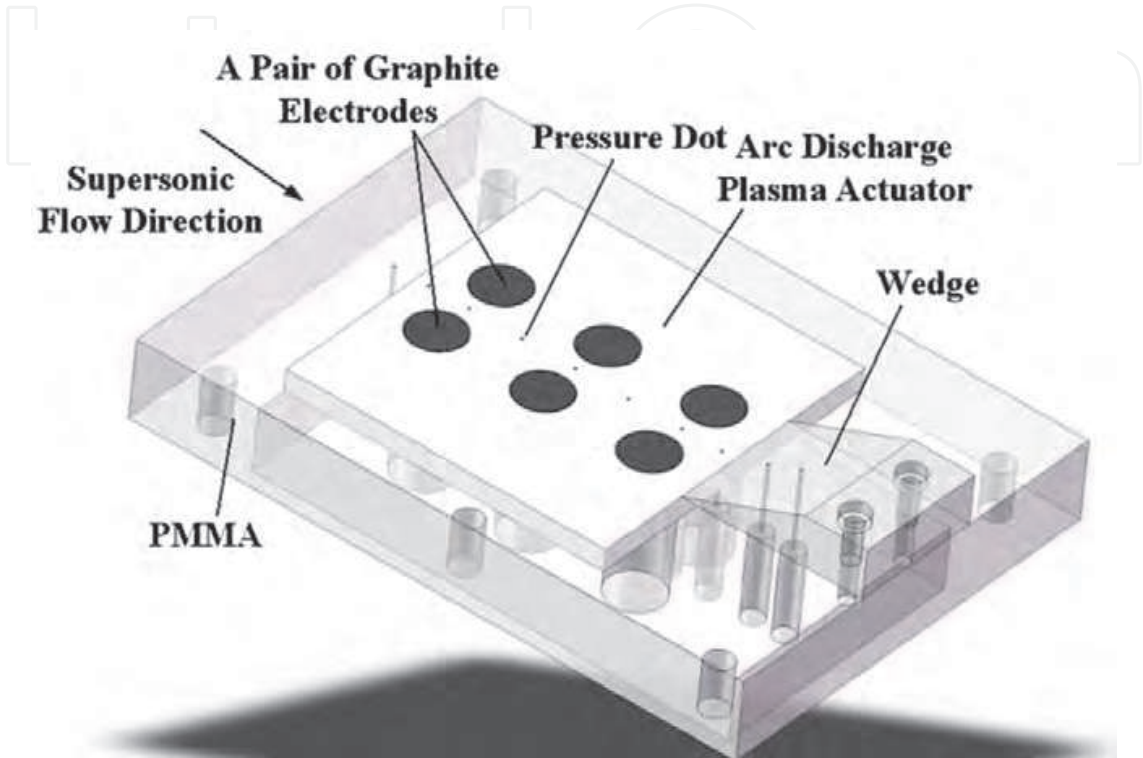 A Pair of Graphite
Electrodes
Pressure Dot
Arc Discharge
Plasma Actuator
Supersonic
Flow Direction
Wedge
PMMA